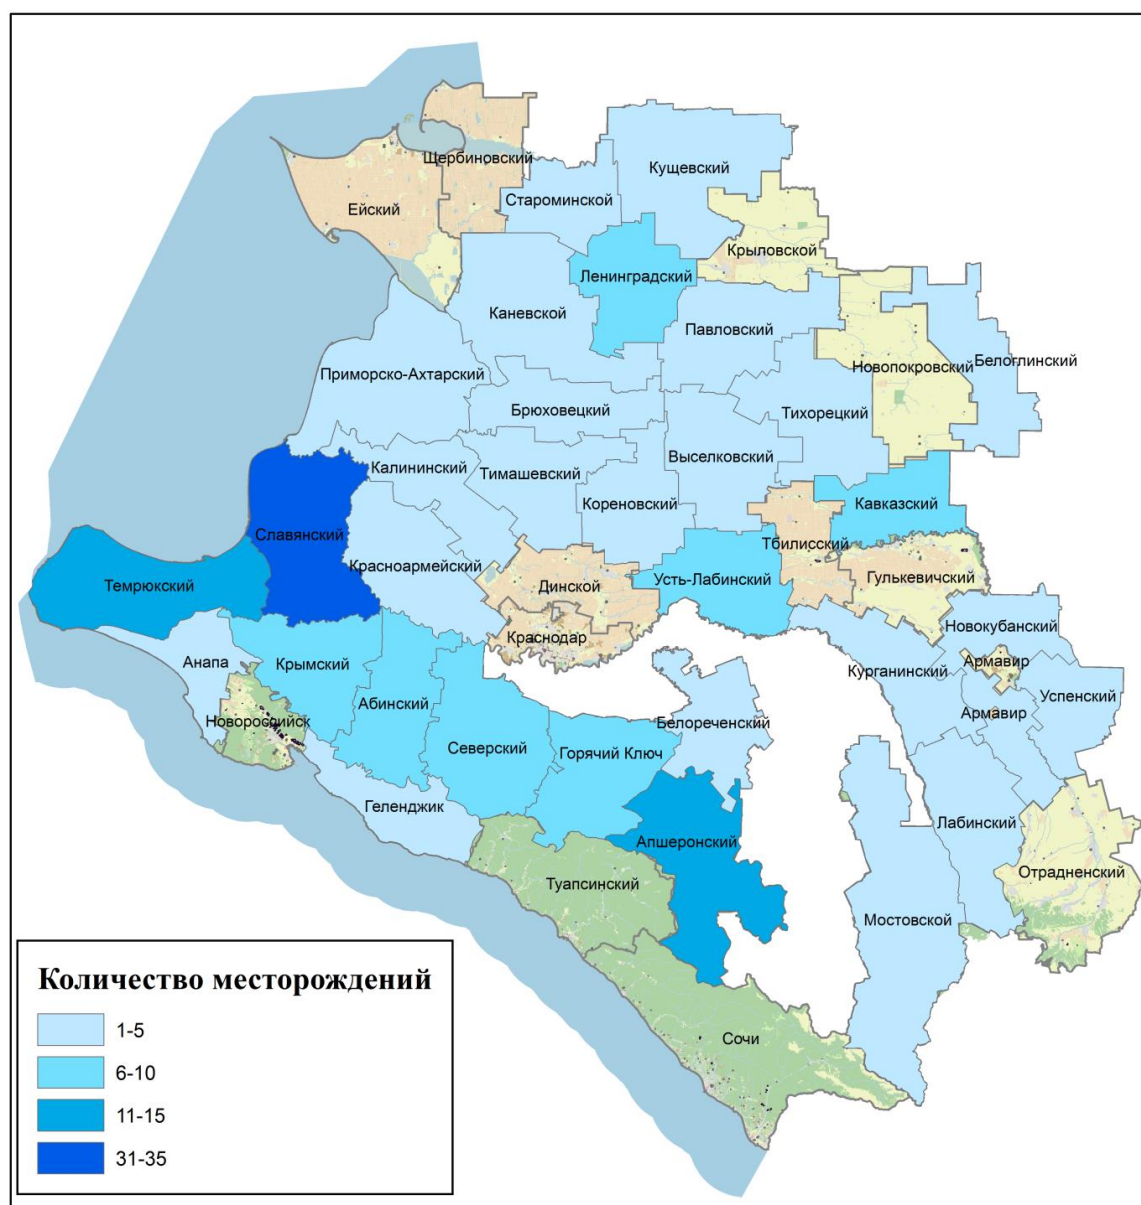 Щербиновский
Кущевский
Ейский
Староминской
Крыловской
Ленинградский
Каневской
Павловский
Белоглинский
Новопокровский
Приморско-Ахтарский
Брюховецкий
Тихорецкий
Выселковский
Калининский
Тимашевский
Кореновский
Кавказский
Славянский
Тбилисский
Красноармейский
Гулькевичский
Темрюкский
Динской
Усть-Лабинский
Новокубанский
Краснодар
Анапа
Крымский
Армавир
Курганинский
Успенский
Абинский
Армавир
Новороссийск
Белореченский
Северский
Горячий Ключ
Геленджик
Лабинский
Апшеронский
Отрадненский
Туапсинский
Мостовской
Сочи
Количество месторождений
1-5
6-10
11-15
31-35